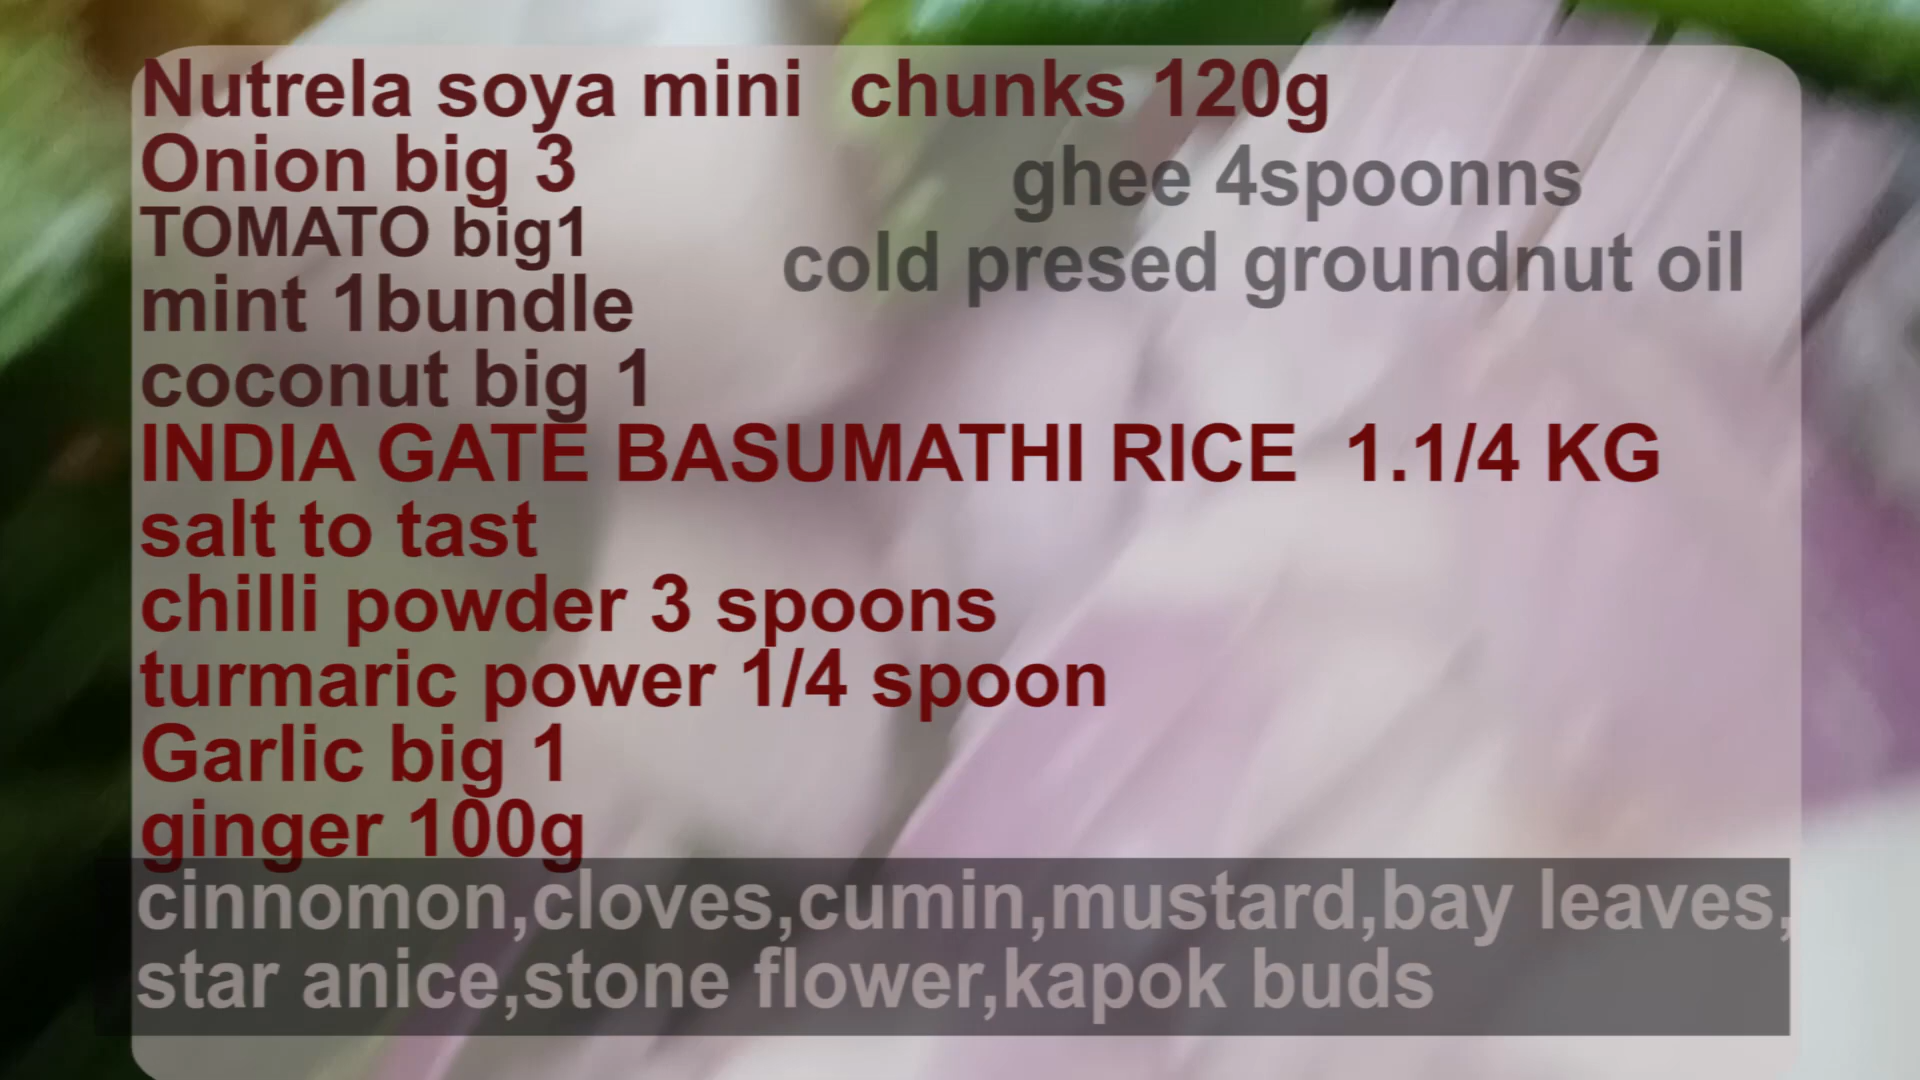 Nutrela soya mini  chunks 120g
Onion big 3
ghee 4spoonns
TOMATO big1
cold presed groundnut oil
mint 1bundle
coconut big 1
INDIA GATE BASUMATHI RICE  1.1/4 KG
salt to tast
chilli powder 3 spoons
turmaric power 1/4 spoon
Garlic big 1
ginger 100g
cinnomon,cloves,cumin,mustard,bay leaves,
star anice,stone flower,kapok buds